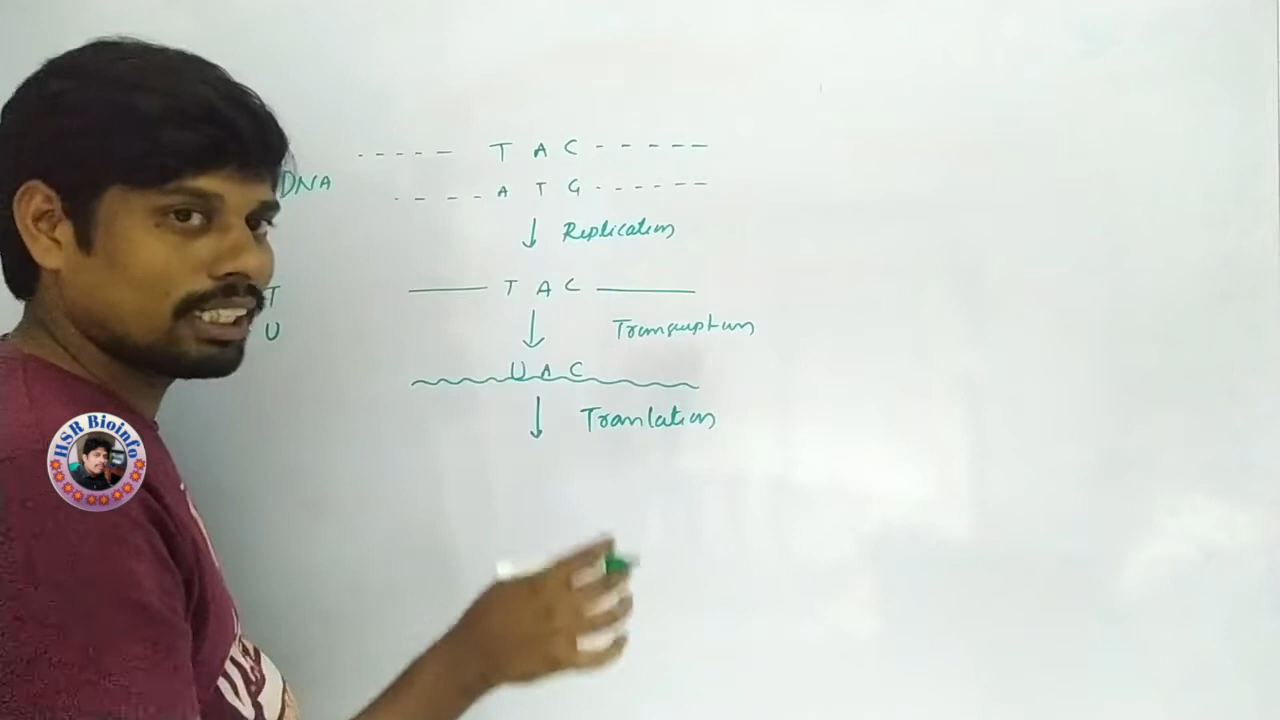 ----- T A C ------
DNA
---- A T G ------
↓ Replication
T —— T A C ——
U ↓ Transcription
U A C
↓ Translation
HSR Bioinfo